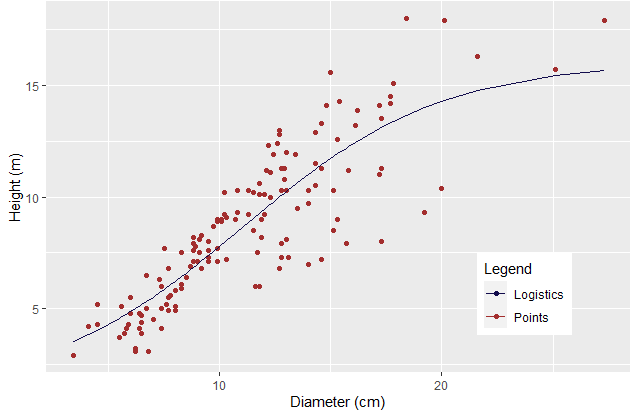 Height (m)
15
10
5
10
20
Diameter (cm)
Legend
Logistics
Points